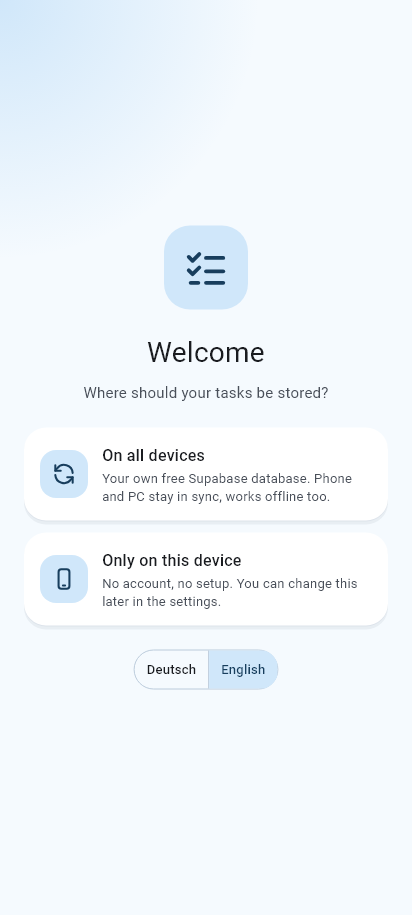 Welcome
Where should your tasks be stored?
On all devices
Your own free Supabase database. Phone
and PC stay in sync, works offline too.
Only on this device
No account, no setup. You can change this
later in the settings.
Deutsch English